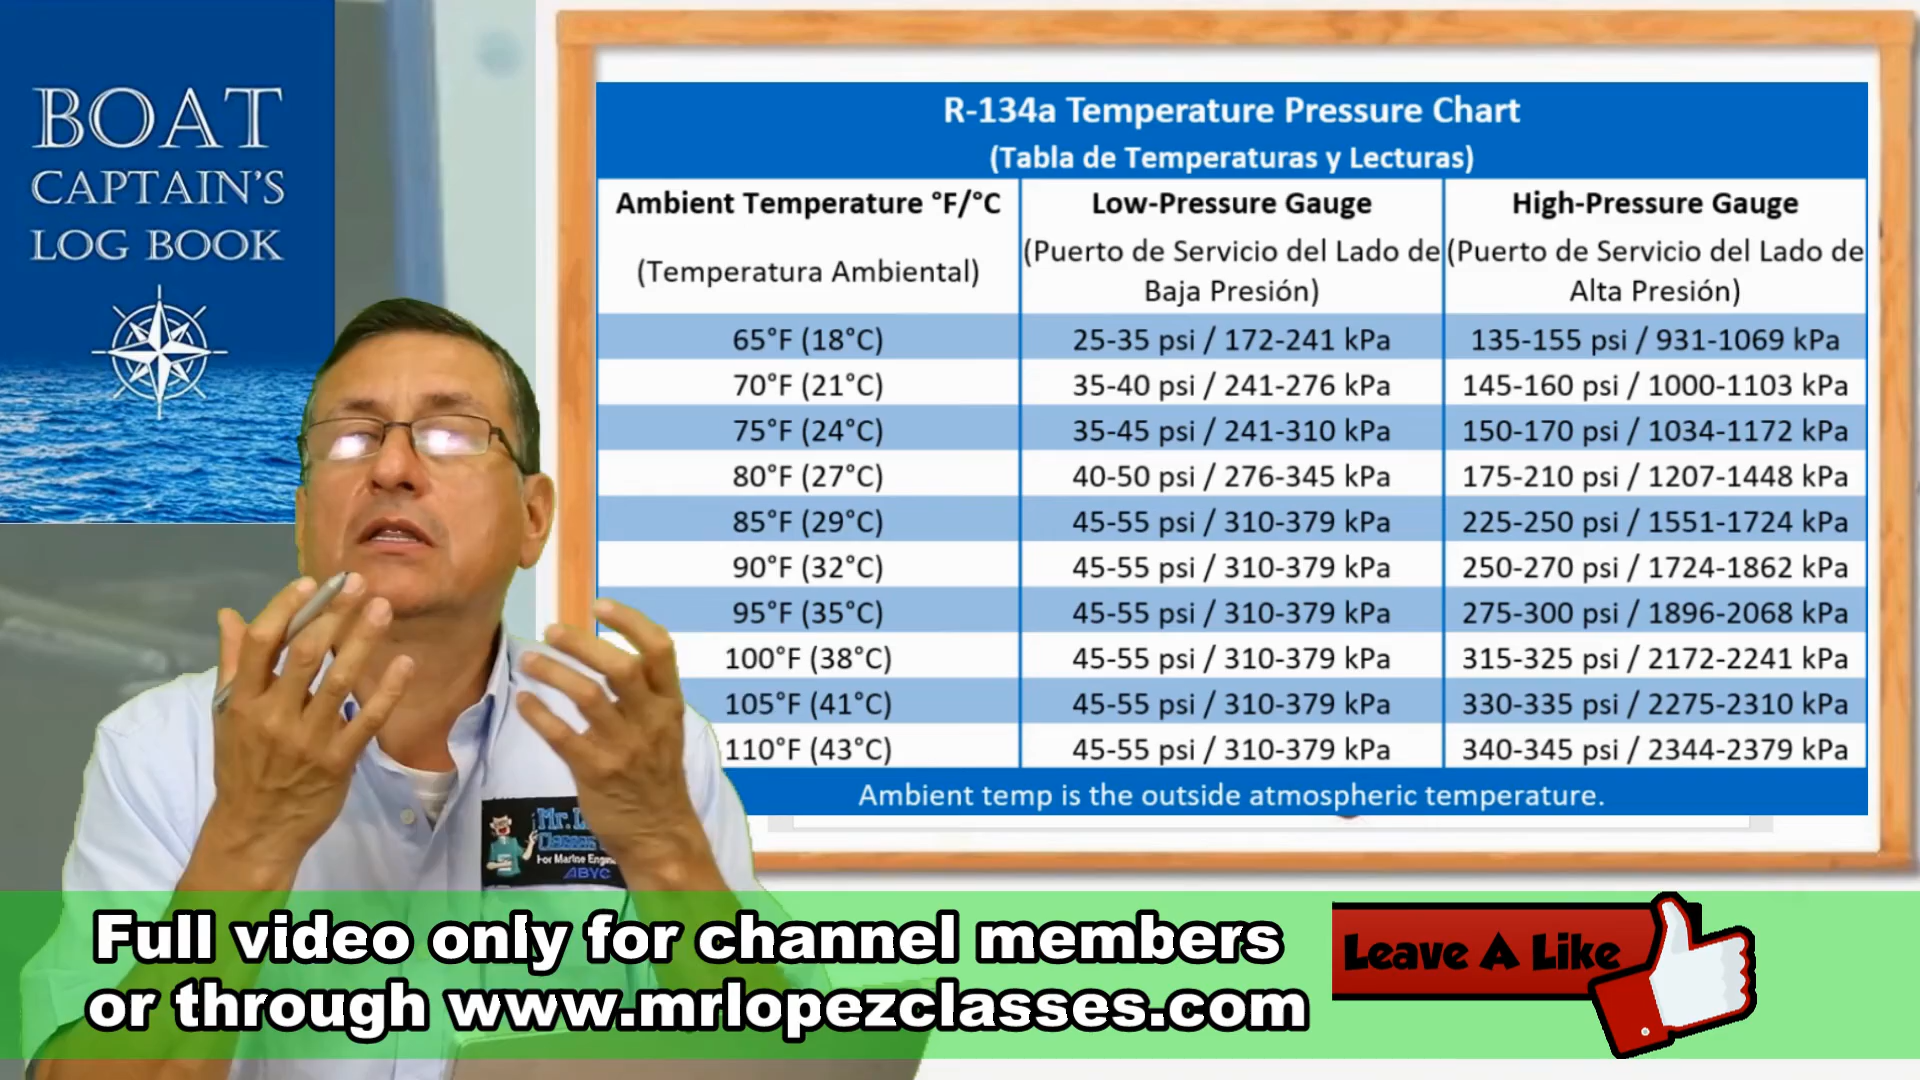 BOAT
CAPTAIN'S
LOG BOOK
R-134a Temperature Pressure Chart
(Tabla de Temperaturas y Lecturas)
Ambient Temperature °F/°C Low-Pressure Gauge High-Pressure Gauge
(Temperatura Ambiental) (Puerto de Servicio del Lado de (Puerto de Servicio del Lado de
Baja Presión) Alta Presión)
65°F (18°C) 25-35 psi / 172-241 kPa 135-155 psi / 931-1069 kPa
70°F (21°C) 35-40 psi / 241-276 kPa 145-160 psi / 1000-1103 kPa
75°F (24°C) 35-45 psi / 241-310 kPa 150-170 psi / 1034-1172 kPa
80°F (27°C) 40-50 psi / 276-345 kPa 175-210 psi / 1207-1448 kPa
85°F (29°C) 45-55 psi / 310-379 kPa 225-250 psi / 1551-1724 kPa
90°F (32°C) 45-55 psi / 310-379 kPa 250-270 psi / 1724-1862 kPa
95°F (35°C) 45-55 psi / 310-379 kPa 275-300 psi / 1896-2068 kPa
100°F (38°C) 45-55 psi / 310-379 kPa 315-325 psi / 2172-2241 kPa
105°F (41°C) 45-55 psi / 310-379 kPa 330-335 psi / 2275-2310 kPa
110°F (43°C) 45-55 psi / 310-379 kPa 340-345 psi / 2344-2379 kPa
Ambient temp is the outside atmospheric temperature.
Mr.
For Marine
ABYC
Full video only for channel members
or through www.mrlopezclasses.com
Leave A Like